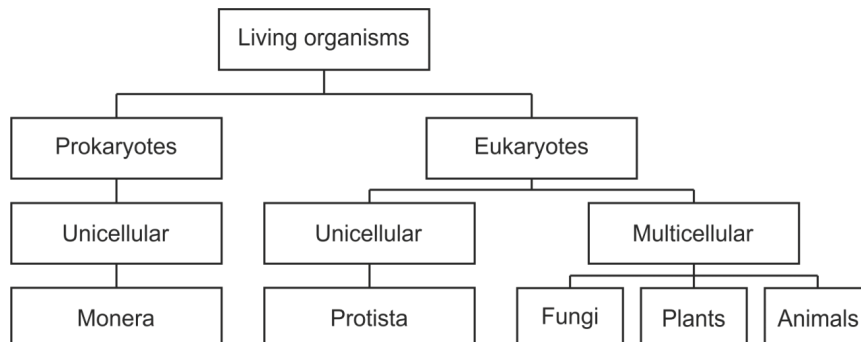 Living organisms
Prokaryotes
Eukaryotes
Unicellular
Unicellular
Multicellular
Monera
Protista
Fungi
Plants
Animals